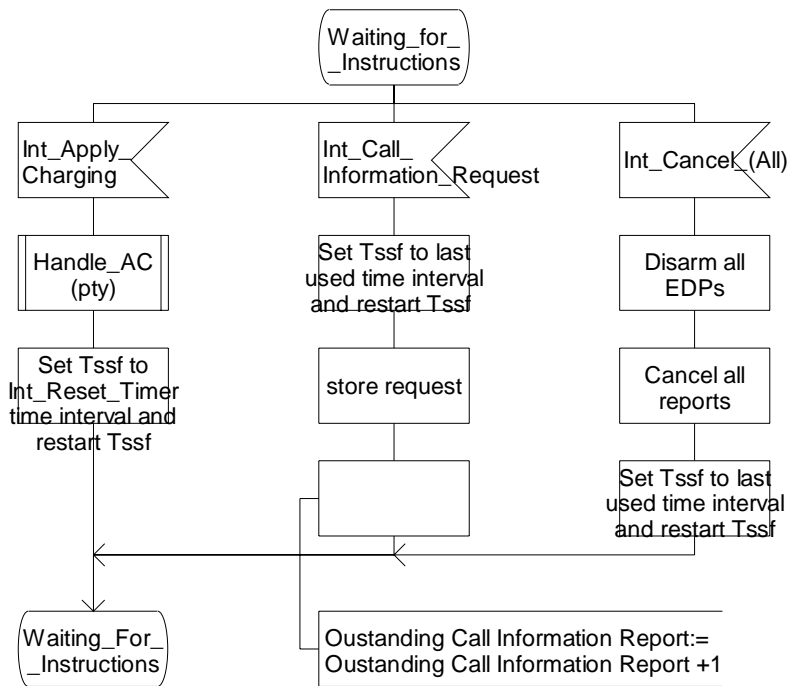 Waiting_for_
_Instructions
Int_Apply_
Charging
Int_Call_
Information_Request
Int_Cancel_(All)
Handle_AC
(pty)
Set Tssf to last
used time interval
and restart Tssf
Disarm all
EDPs
Set Tssf to
Int_Reset_Timer
time interval and
restart Tssf
store request
Cancel all
reports
Set Tssf to last
used time interval
and restart Tssf
Waiting_For_
_Instructions
Oustanding Call Information Report:=
Oustanding Call Information Report +1